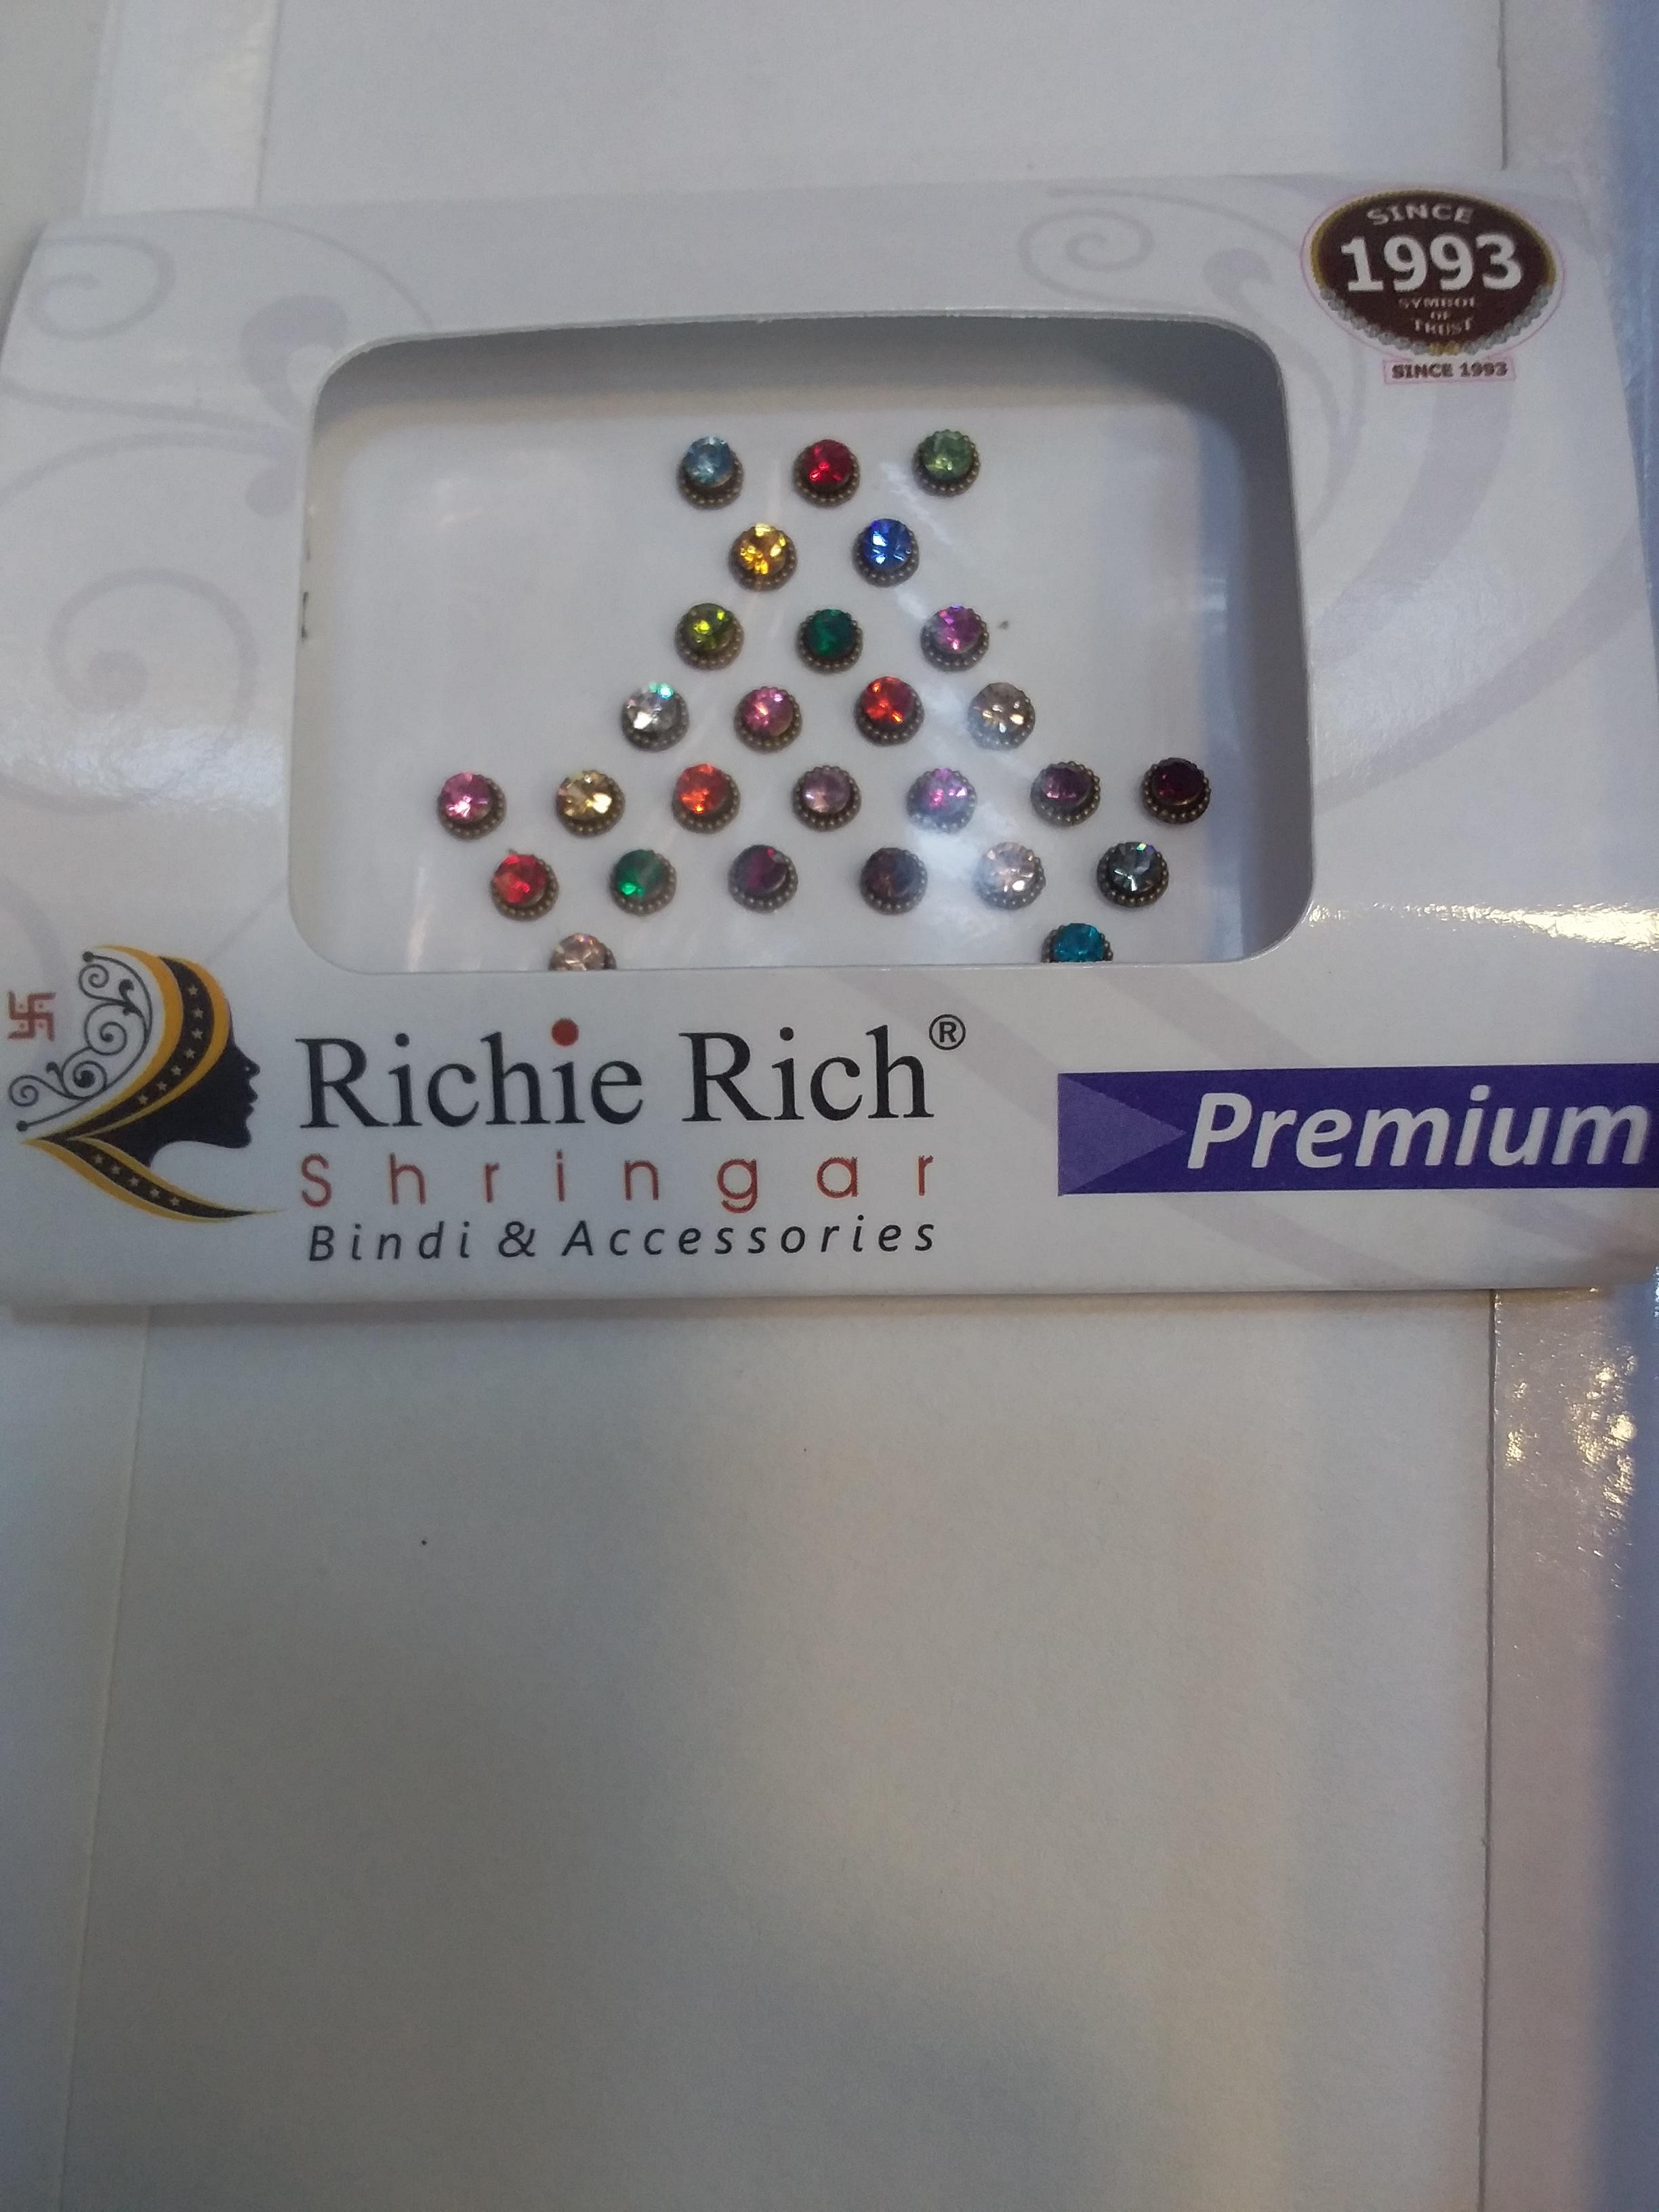 SINCE
1993
SYMBOL
OF
TRUST
SINCE 1993
Richie Rich®
Shringar
Bindi & Accessories
Premium